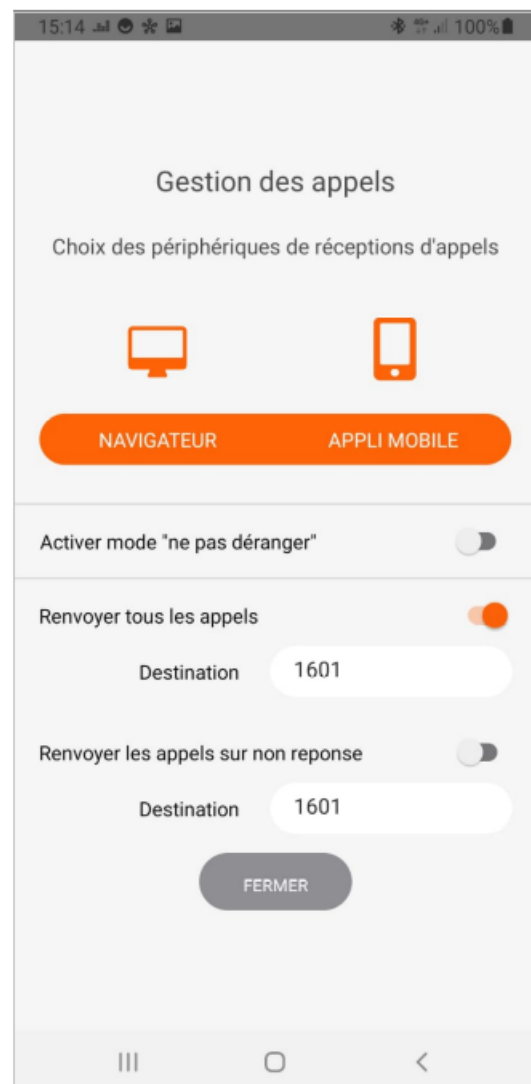 15:14
100%
Gestion des appels
Choix des périphériques de réceptions d'appels
NAVIGATEUR
APPLI MOBILE
Activer mode "ne pas déranger"
Renvoyer tous les appels
Destination 1601
Renvoyer les appels sur non reponse
Destination 1601
FERMER